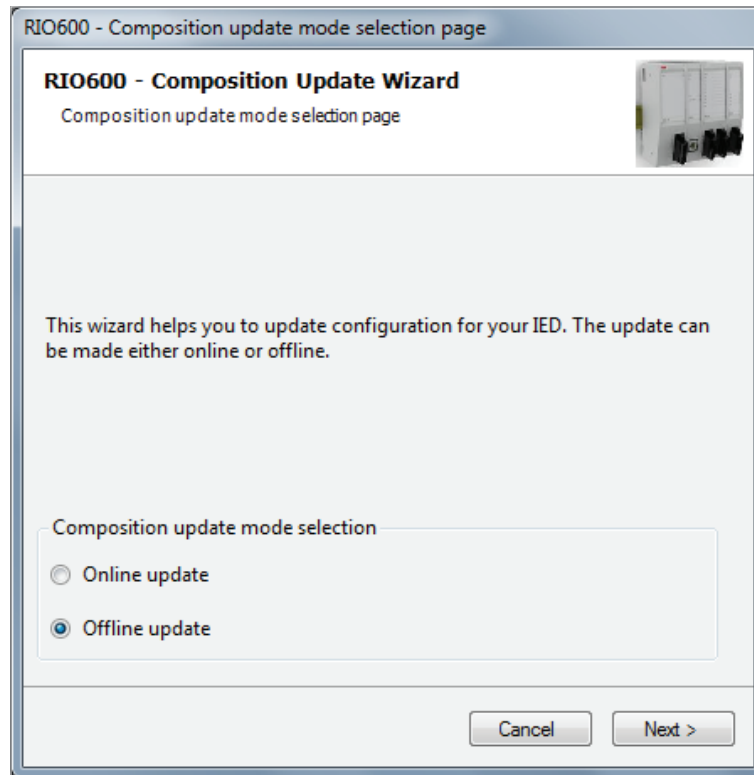 RIO600 - Composition update mode selection page
RIO600 - Composition Update Wizard
Composition update mode selection page
This wizard helps you to update configuration for your IED. The update can
be made either online or offline.
Composition update mode selection
Online update
Offline update
Cancel
Next >